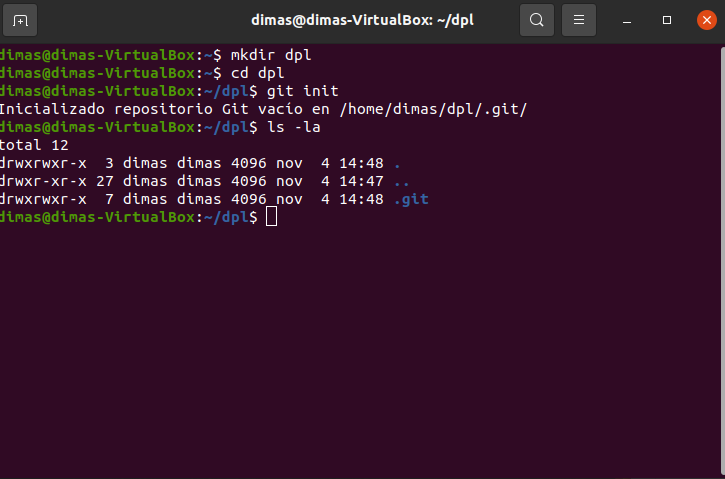 dimas@dimas-VirtualBox: ~/dpl
dimas@dimas-VirtualBox:~$ mkdir dpl
dimas@dimas-VirtualBox:~$ cd dpl
dimas@dimas-VirtualBox:~/dpl$ git init
Inicializado repositorio Git vacío en /home/dimas/dpl/.git/
dimas@dimas-VirtualBox:~/dpl$ ls -la
total 12
drwxrwxr-x  3 dimas dimas 4096 nov  4 14:48 .
drwxr-xr-x 27 dimas dimas 4096 nov  4 14:47 ..
drwxrwxr-x  7 dimas dimas 4096 nov  4 14:48 .git
dimas@dimas-VirtualBox:~/dpl$